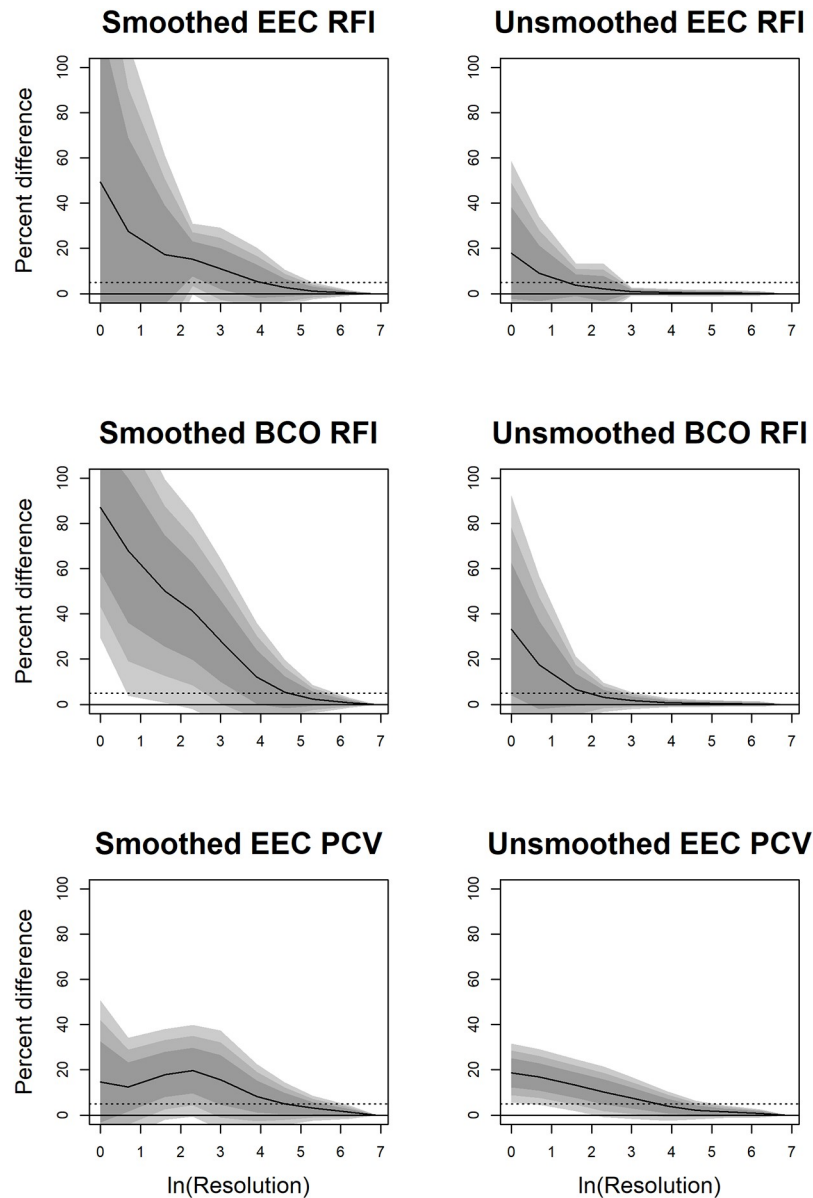 Smoothed EEC RFI
Unsmoothed EEC RFI
Percent difference
0 20 40 60 80 100
0 1 2 3 4 5 6 7
0 20 40 60 80 100
0 1 2 3 4 5 6 7
Smoothed BCO RFI
Unsmoothed BCO RFI
Percent difference
0 20 40 60 80 100
0 1 2 3 4 5 6 7
0 20 40 60 80 100
0 1 2 3 4 5 6 7
Smoothed EEC PCV
Unsmoothed EEC PCV
Percent difference
0 20 40 60 80 100
0 1 2 3 4 5 6 7
0 20 40 60 80 100
0 1 2 3 4 5 6 7
ln(Resolution)
ln(Resolution)